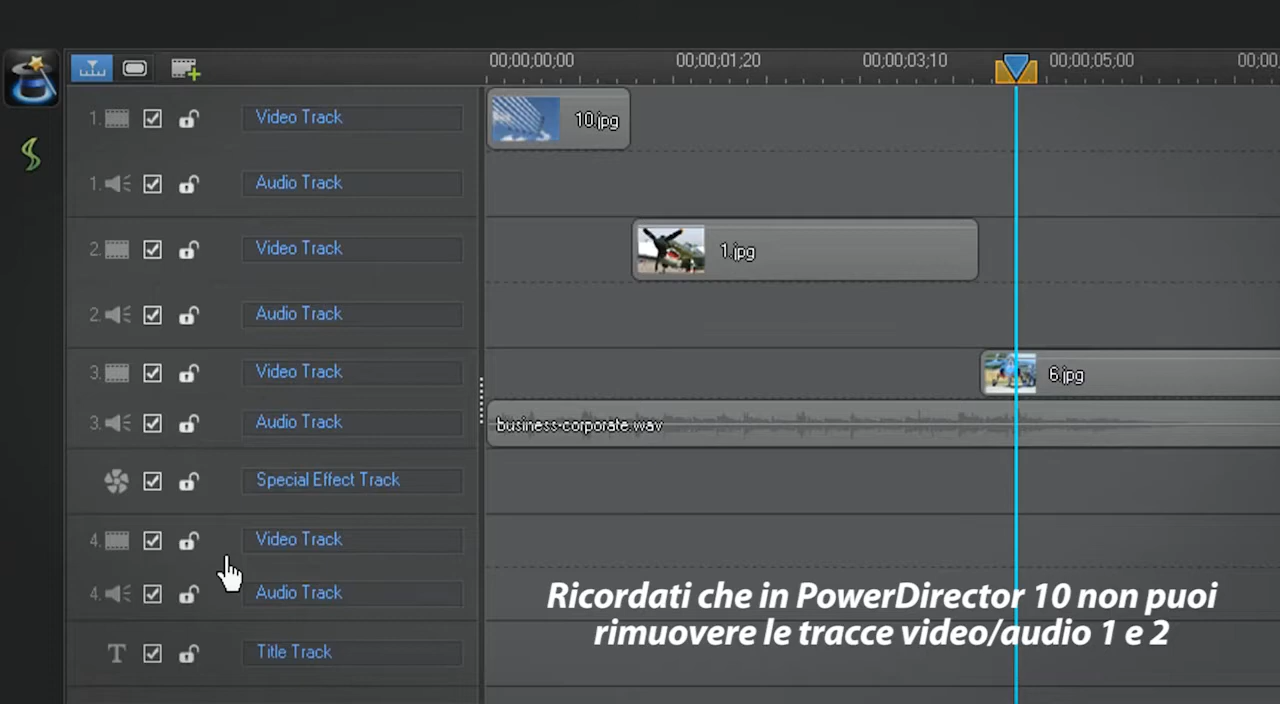 00;00;00;00 00;00;01;20 00;00;03;10 00;00;05;00 00;00;
1. Video Track 10.jpg
1. Audio Track
2. Video Track 1.jpg
2. Audio Track
3. Video Track 6.jpg
3. Audio Track business-corporate.wav
Special Effect Track
4. Video Track
4. Audio Track
T Title Track
Ricordati che in PowerDirector 10 non puoi
rimuovere le tracce video/audio 1 e 2